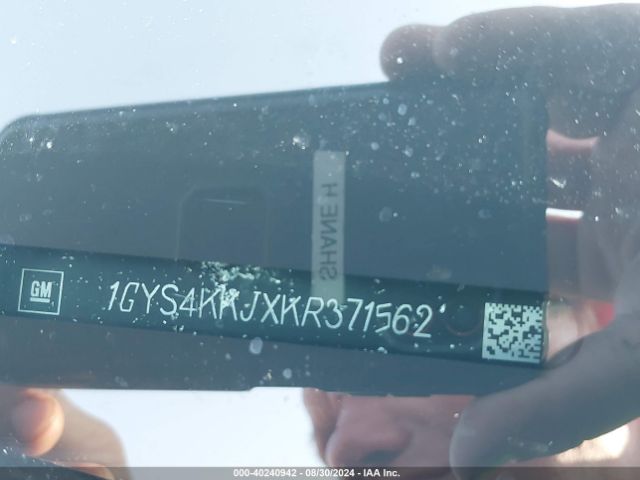 SHANE H
GM
1GYS4KKJXKR371562
000-40240942 - 08/30/2024 - IAA Inc.